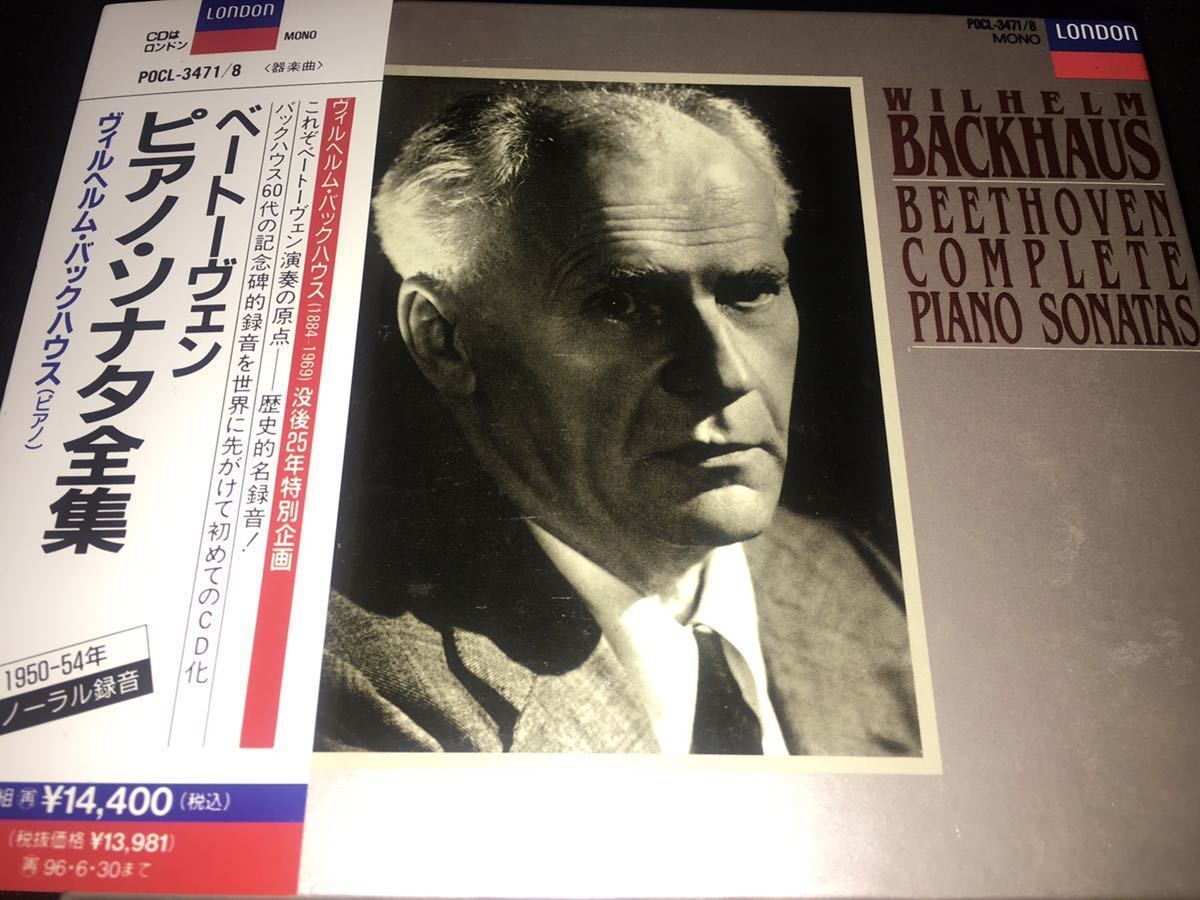 CDは
ロンドン
LONDON
MONO
POCL-3471/8
〈器楽曲〉
ヴィルヘルム・バックハウス(1884-1969)没後25年特別企画
これぞベートーヴェン演奏の原点――歴史的名録音!
バックハウス60代の記念碑的録音を世界に先がけて初めてのCD化
ベートーヴェン
ピアノ・ソナタ全集
ヴィルヘルム・バックハウス(ピアノ)
1950-54年
ノーラル録音
組 再 ¥14,400(税込)
(税抜価格 ¥13,981)
再 96・6・30まで
POCL-3471/8
MONO
LONDON
WILHELM
BACKHAUS
BEETHOVEN
COMPLETE
PIANO SONATAS